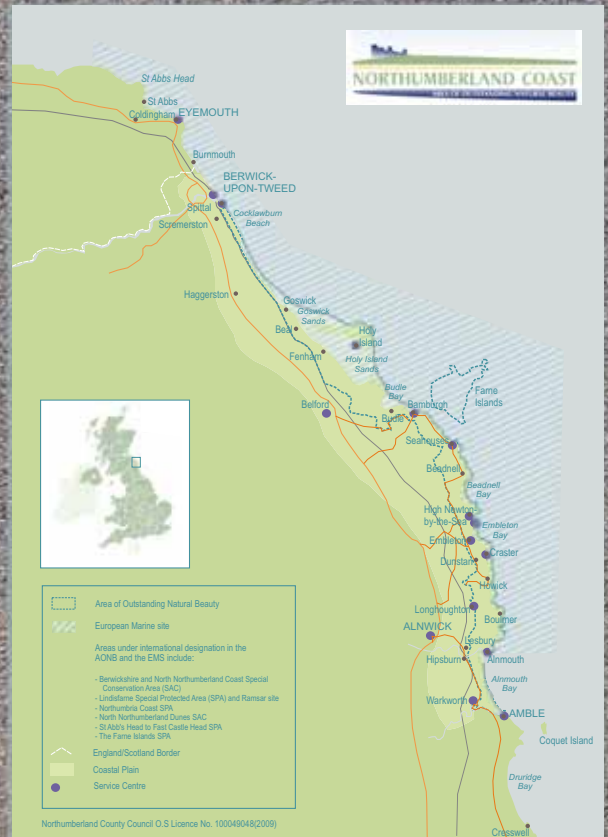 NORTHUMBERLAND COAST
AREA OF OUTSTANDING NATURAL BEAUTY
St Abbs Head
St Abbs
Coldingham
EYEMOUTH
Burnmouth
BERWICK-
UPON-TWEED
Spittal
Cocklawburn
Beach
Scremerston
Haggerston
Goswick
Goswick
Sands
Beal
Holy
Island
Fenham
Holy Island
Sands
Budle
Bay
Farne
Islands
Belford
Bamburgh
Budle
Seahouses
Beadnell
Beadnell
Bay
High Newton-
by-the-Sea
Embleton
Bay
Embleton
Craster
Dunstan
Howick
Longhoughton
Boulmer
ALNWICK
Lesbury
Hipsburn
Alnmouth
Alnmouth
Bay
Warkworth
AMBLE
Coquet Island
Druridge
Bay
Cresswell
Area of Outstanding Natural Beauty
European Marine site
Areas under international designation in the
AONB and the EMS include:
- Berwickshire and North Northumberland Coast Special
Conservation Area (SAC)
- Lindisfarne Special Protected Area (SPA) and Ramsar site
- Northumbria Coast SPA
- North Northumberland Dunes SAC
- St Abb's Head to Fast Castle Head SPA
- The Farne Islands SPA
England/Scotland Border
Coastal Plain
Service Centre
Northumberland County Council O.S Licence No. 100049048(2009)